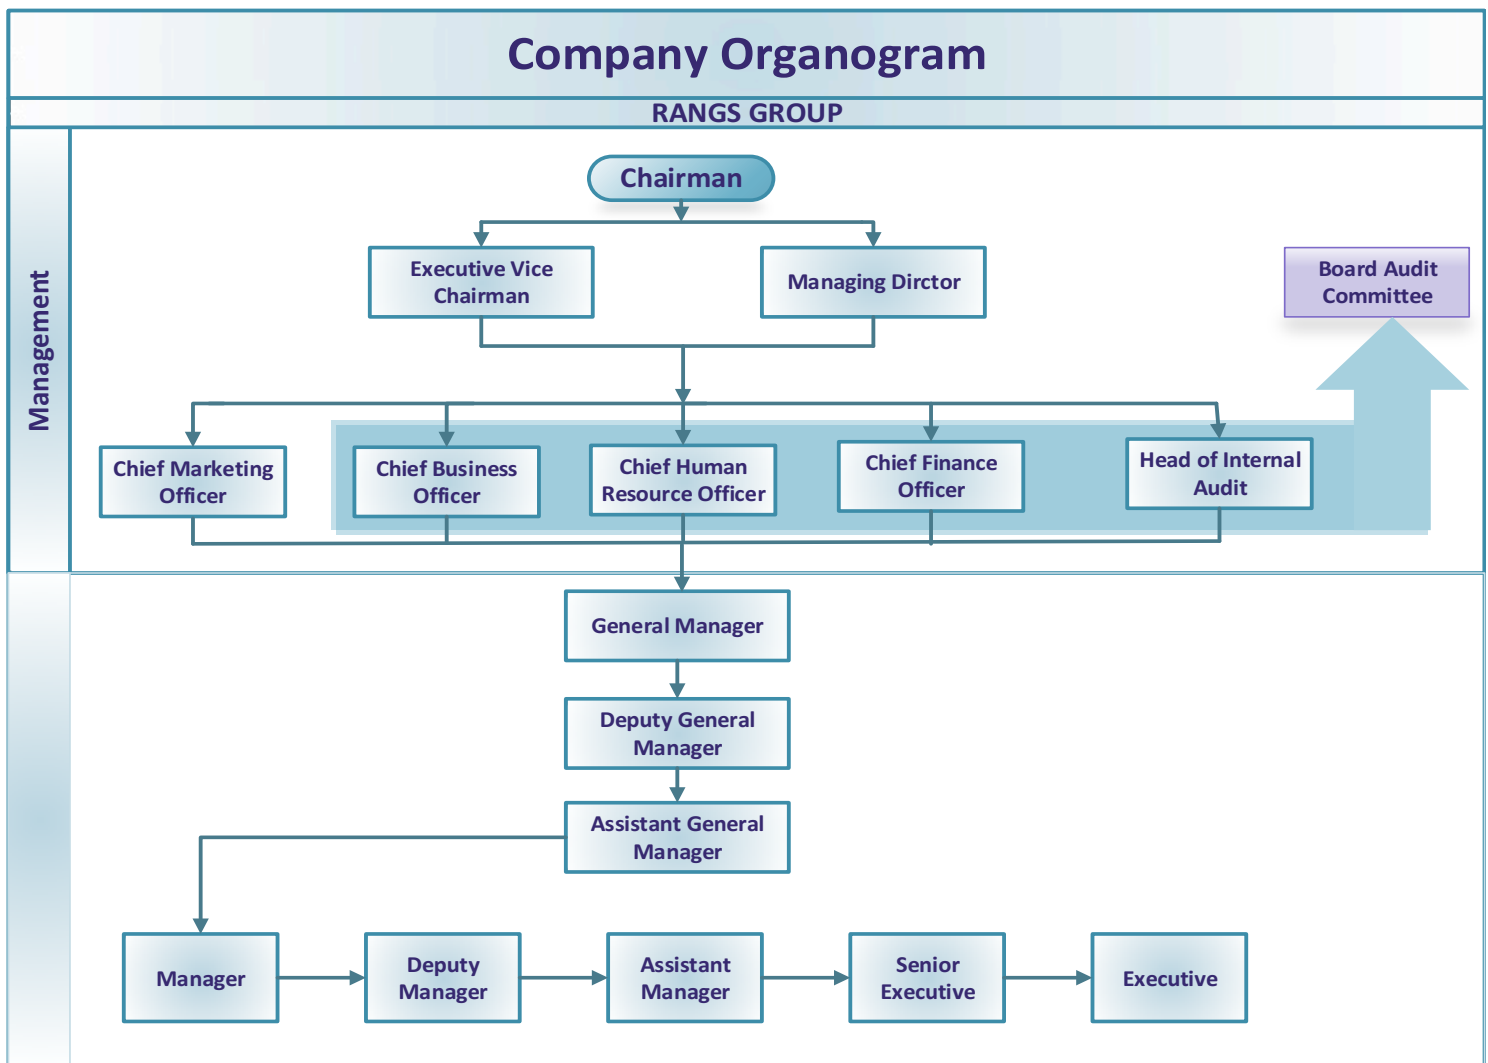 Company Organogram
RANGS GROUP
Management
Chairman
Executive Vice
Chairman
Managing Dirctor
Board Audit
Committee
Chief Marketing
Officer
Chief Business
Officer
Chief Human
Resource Officer
Chief Finance
Officer
Head of Internal
Audit
General Manager
Deputy General
Manager
Assistant General
Manager
Manager
Deputy
Manager
Assistant
Manager
Senior
Executive
Executive